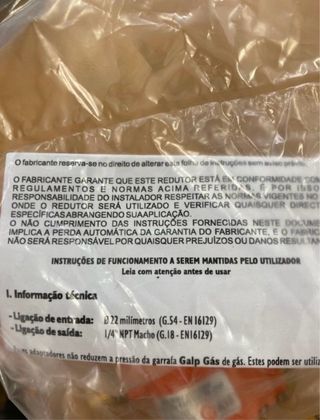 O fabricante reserva-se no direito de alterar esta folha de instruções sem aviso prévio.
O FABRICANTE GARANTE QUE ESTE REDUTOR ESTÁ EM CONFORMIDADE COM
REGULAMENTOS E NORMAS ACIMA REFERIDAS, É POR ISSO
RESPONSABILIDADE DO INSTALADOR RESPEITAR AS NORMAS VIGENTES NO
ONDE O REDUTOR SERÁ UTILIZADO E VERIFICAR QUAISQUER
ESPECÍFICAS ABRANGENDO SUA APLICAÇÃO.
O NÃO CUMPRIMENTO DAS INSTRUÇÕES FORNECIDAS NESTE
IMPLICA A PERDA AUTOMÁTICA DA GARANTIA DO FABRICANTE, E O
NÃO SERÁ RESPONSÁVEL POR QUAISQUER PREJUÍZOS OU DANOS
INSTRUÇÕES DE FUNCIONAMENTO A SEREM MANTIDAS PELO UTILIZADOR
Leia com atenção antes de usar
I. Informação técnica
- Ligação de entrada: Ø 22 milímetros (G.54 - EN 16129)
- Ligação de saída: 1/4" NPT Macho (G.18 - EN16129)
adaptadores não reduzem a pressão da garrafa Galp Gás de gás. Estes podem ser